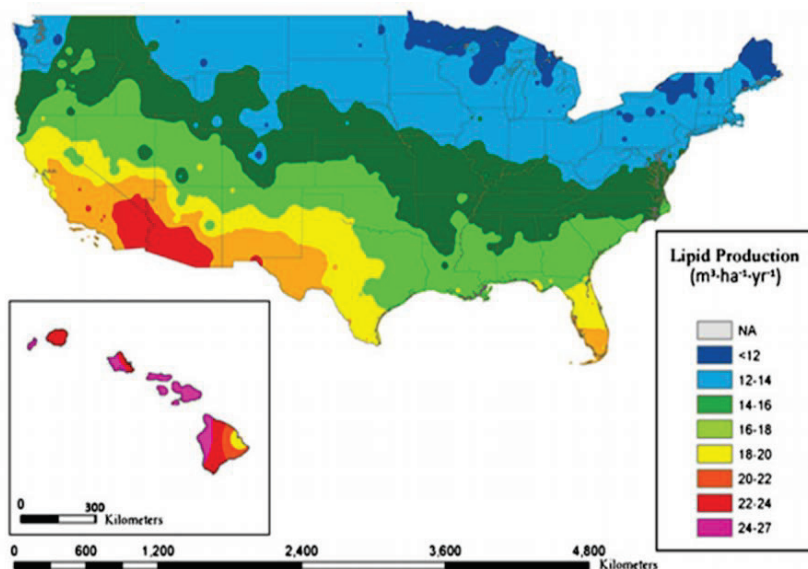 Lipid Production
(m³·ha⁻¹·yr⁻¹)
NA
<12
12-14
14-16
16-18
18-20
20-22
22-24
24-27
0 300
Kilometers
0 600 1,200 2,400 3,600 4,800
Kilometers